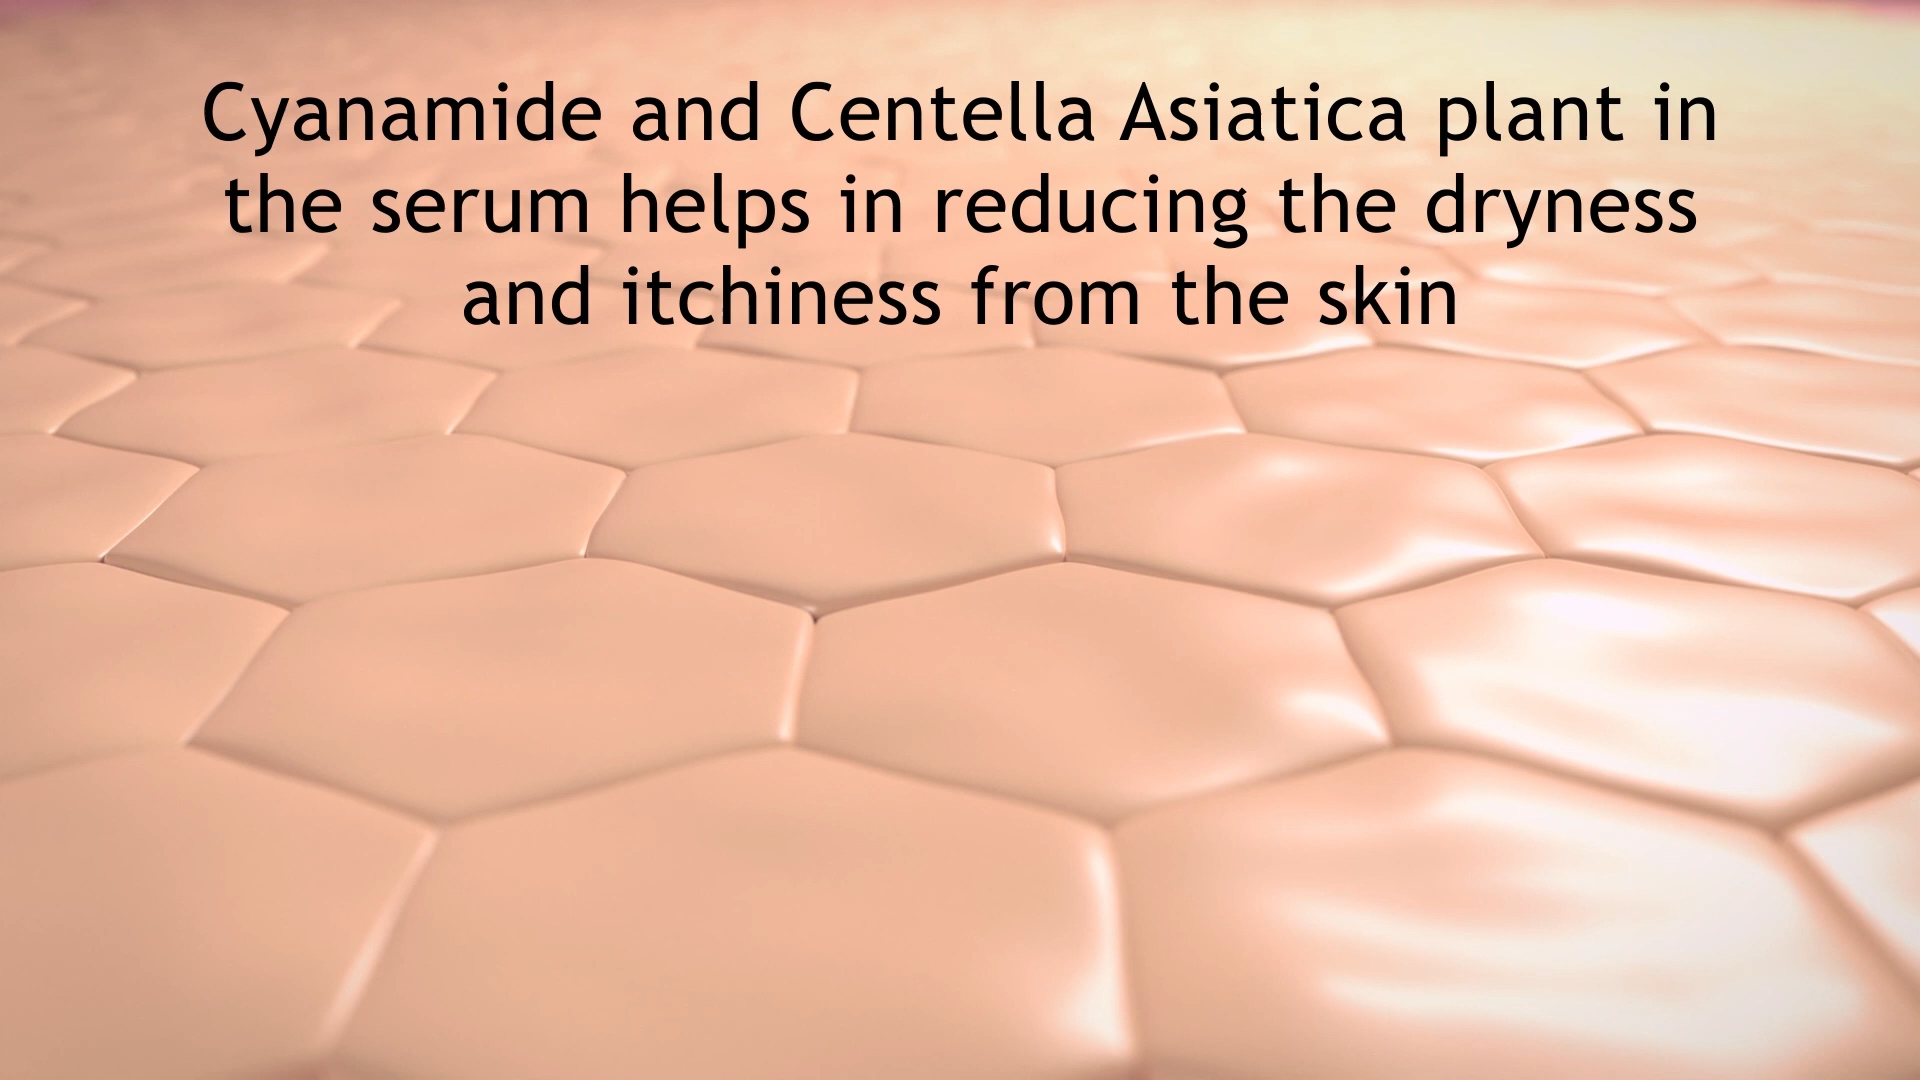 Cyanamide and Centella Asiatica plant in
the serum helps in reducing the dryness
and itchiness from the skin